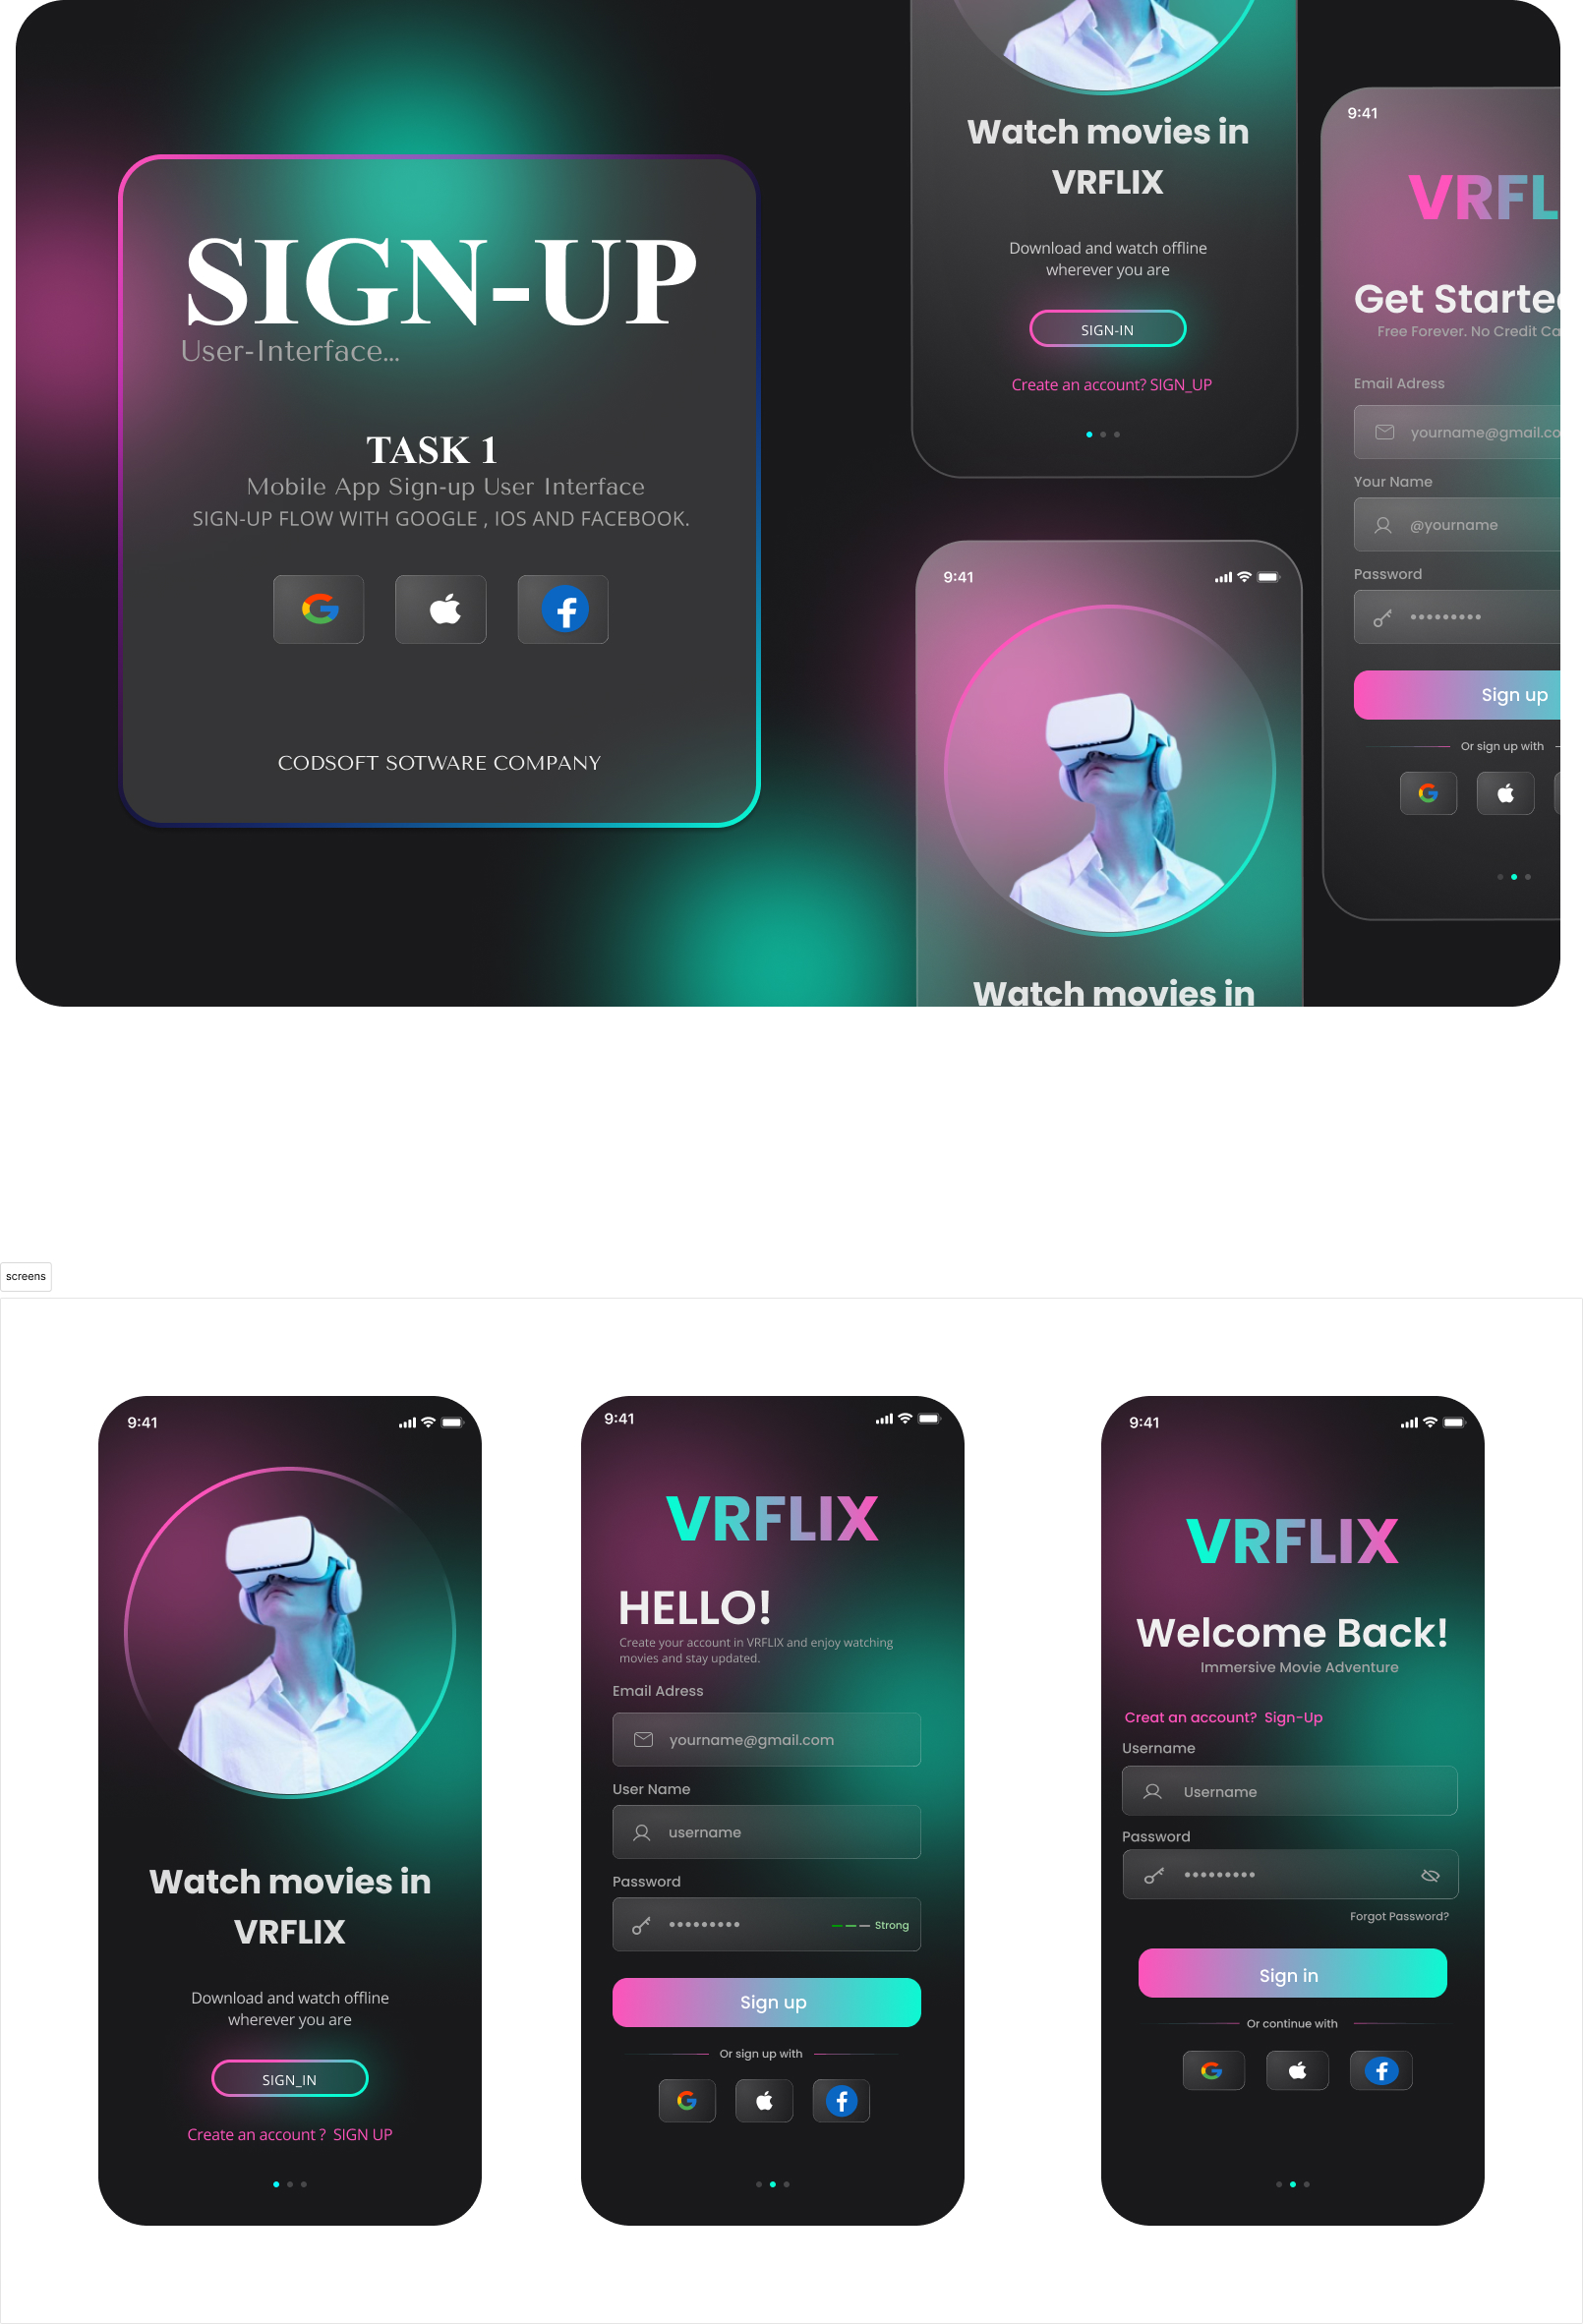 SIGN-UP
User-Interface...
TASK 1
Mobile App Sign-up User Interface
SIGN-UP FLOW WITH GOOGLE , IOS AND FACEBOOK.
CODSOFT SOTWARE COMPANY
Watch movies in
VRFLIX
Download and watch offline
wherever you are
SIGN-IN
Create an account? SIGN_UP
9:41
Watch movies in
9:41
VRFL
Get Starte
Free Forever. No Credit Ca
Email Adress
yourname@gmail.co
Your Name
@yourname
Password
Sign up
Or sign up with
screens
9:41
Watch movies in
VRFLIX
Download and watch offline
wherever you are
SIGN_IN
Create an account ? SIGN UP
9:41
VRFLIX
HELLO!
Create your account in VRFLIX and enjoy watching
movies and stay updated.
Email Adress
yourname@gmail.com
User Name
username
Password
Strong
Sign up
Or sign up with
9:41
VRFLIX
Welcome Back!
Immersive Movie Adventure
Creat an account? Sign-Up
Username
Username
Password
Forgot Password?
Sign in
Or continue with